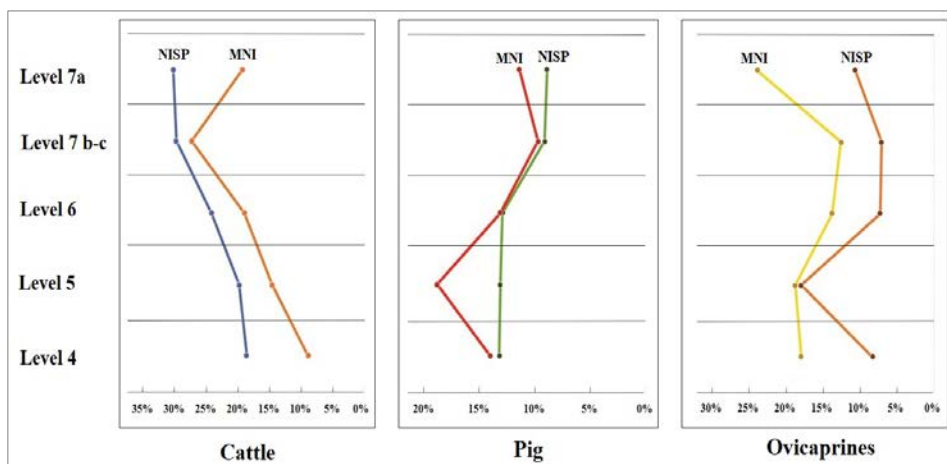 NISP MNI
MNI NISP
MNI NISP
Level 7a
Level 7 b-c
Level 6
Level 5
Level 4
35% 30% 25% 20% 15% 10% 5% 0%
20% 15% 10% 5% 0%
30% 25% 20% 15% 10% 5% 0%
Cattle
Pig
Ovicaprines